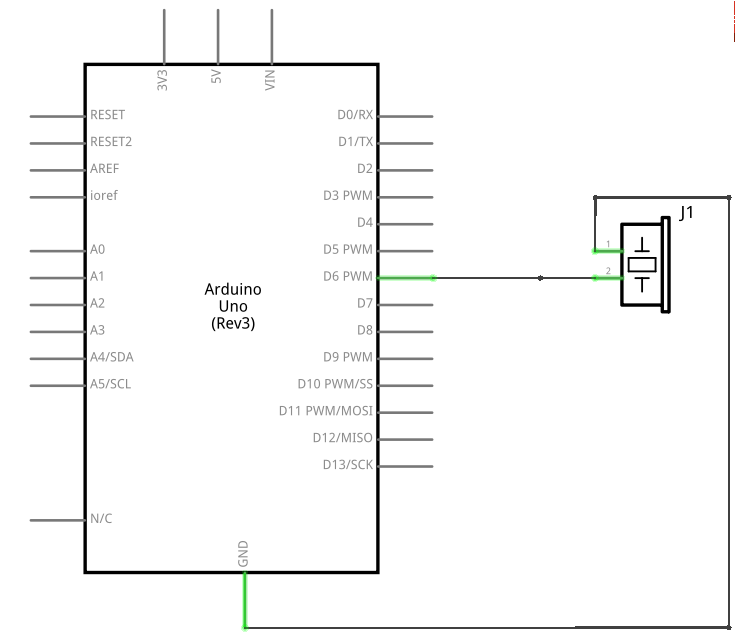 3V3
5V
VIN
RESET
RESET2
AREF
ioref
A0
A1
A2
A3
A4/SDA
A5/SCL
N/C
Arduino
Uno
(Rev3)
D0/RX
D1/TX
D2
D3 PWM
D4
D5 PWM
D6 PWM
D7
D8
D9 PWM
D10 PWM/SS
D11 PWM/MOSI
D12/MISO
D13/SCK
GND
J1
1
2